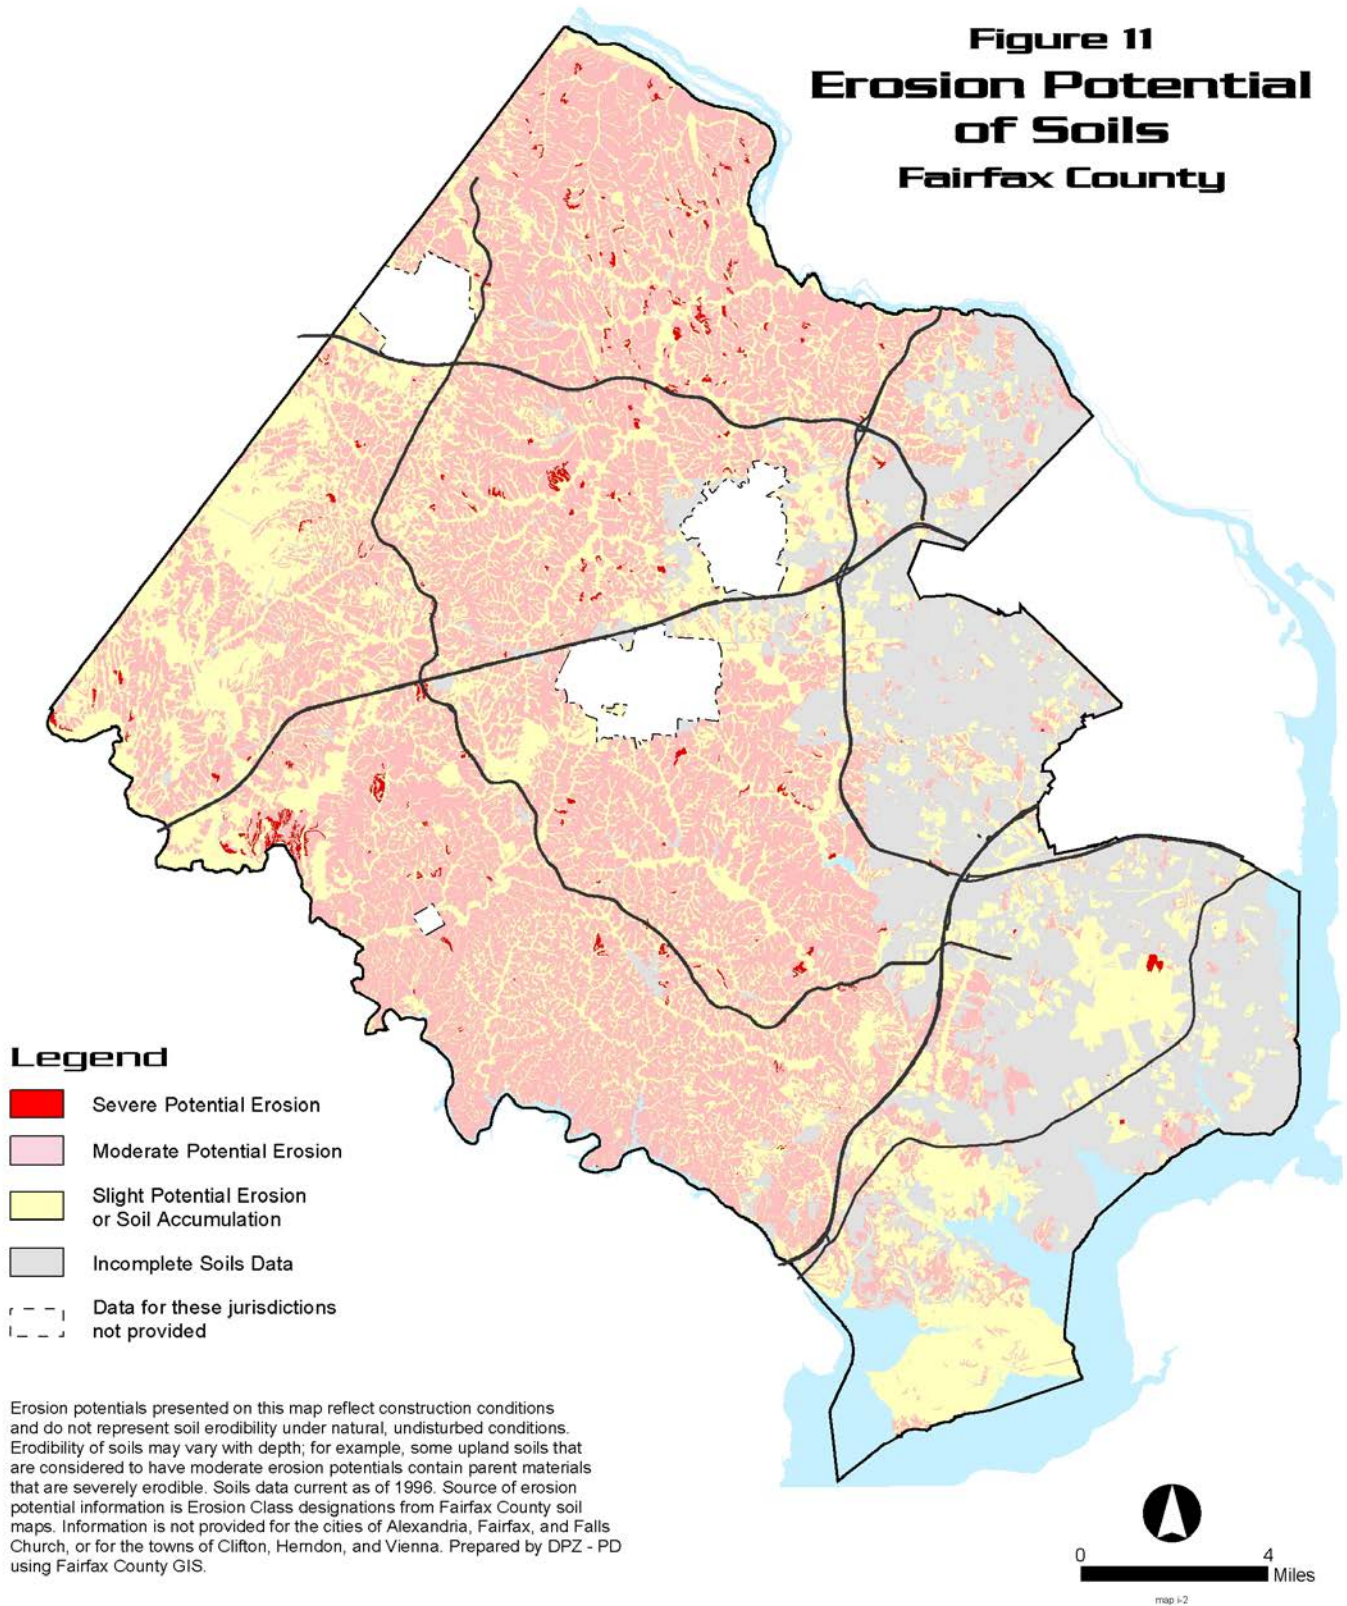 Figure 11
Erosion Potential
of Soils
Fairfax County
Legend
Severe Potential Erosion
Moderate Potential Erosion
Slight Potential Erosion
or Soil Accumulation
Incomplete Soils Data
Data for these jurisdictions
not provided
Erosion potentials presented on this map reflect construction conditions
and do not represent soil erodibility under natural, undisturbed conditions.
Erodibility of soils may vary with depth; for example, some upland soils that
are considered to have moderate erosion potentials contain parent materials
that are severely erodible. Soils data current as of 1996. Source of erosion
potential information is Erosion Class designations from Fairfax County soil
maps. Information is not provided for the cities of Alexandria, Fairfax, and Falls
Church, or for the towns of Clifton, Herndon, and Vienna. Prepared by DPZ - PD
using Fairfax County GIS.
0 4
Miles
map i-2